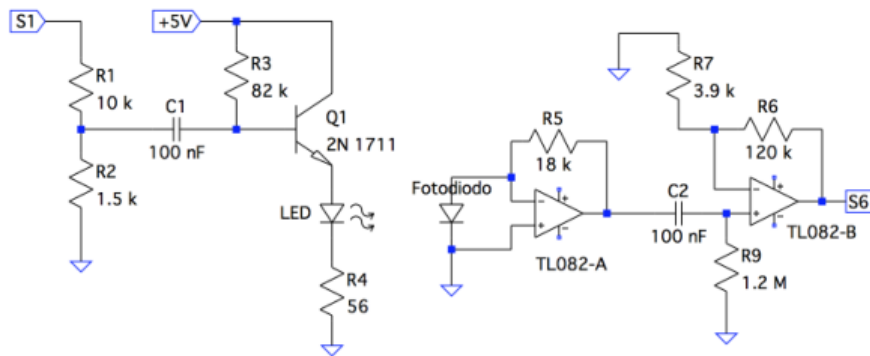 S1
+5V
R1
10 k
R2
1.5 k
C1
100 nF
R3
82 k
Q1
2N 1711
LED
R4
56
Fotodiodo
R5
18 k
TL082-A
C2
100 nF
R7
3.9 k
R6
120 k
TL082-B
S6
R9
1.2 M